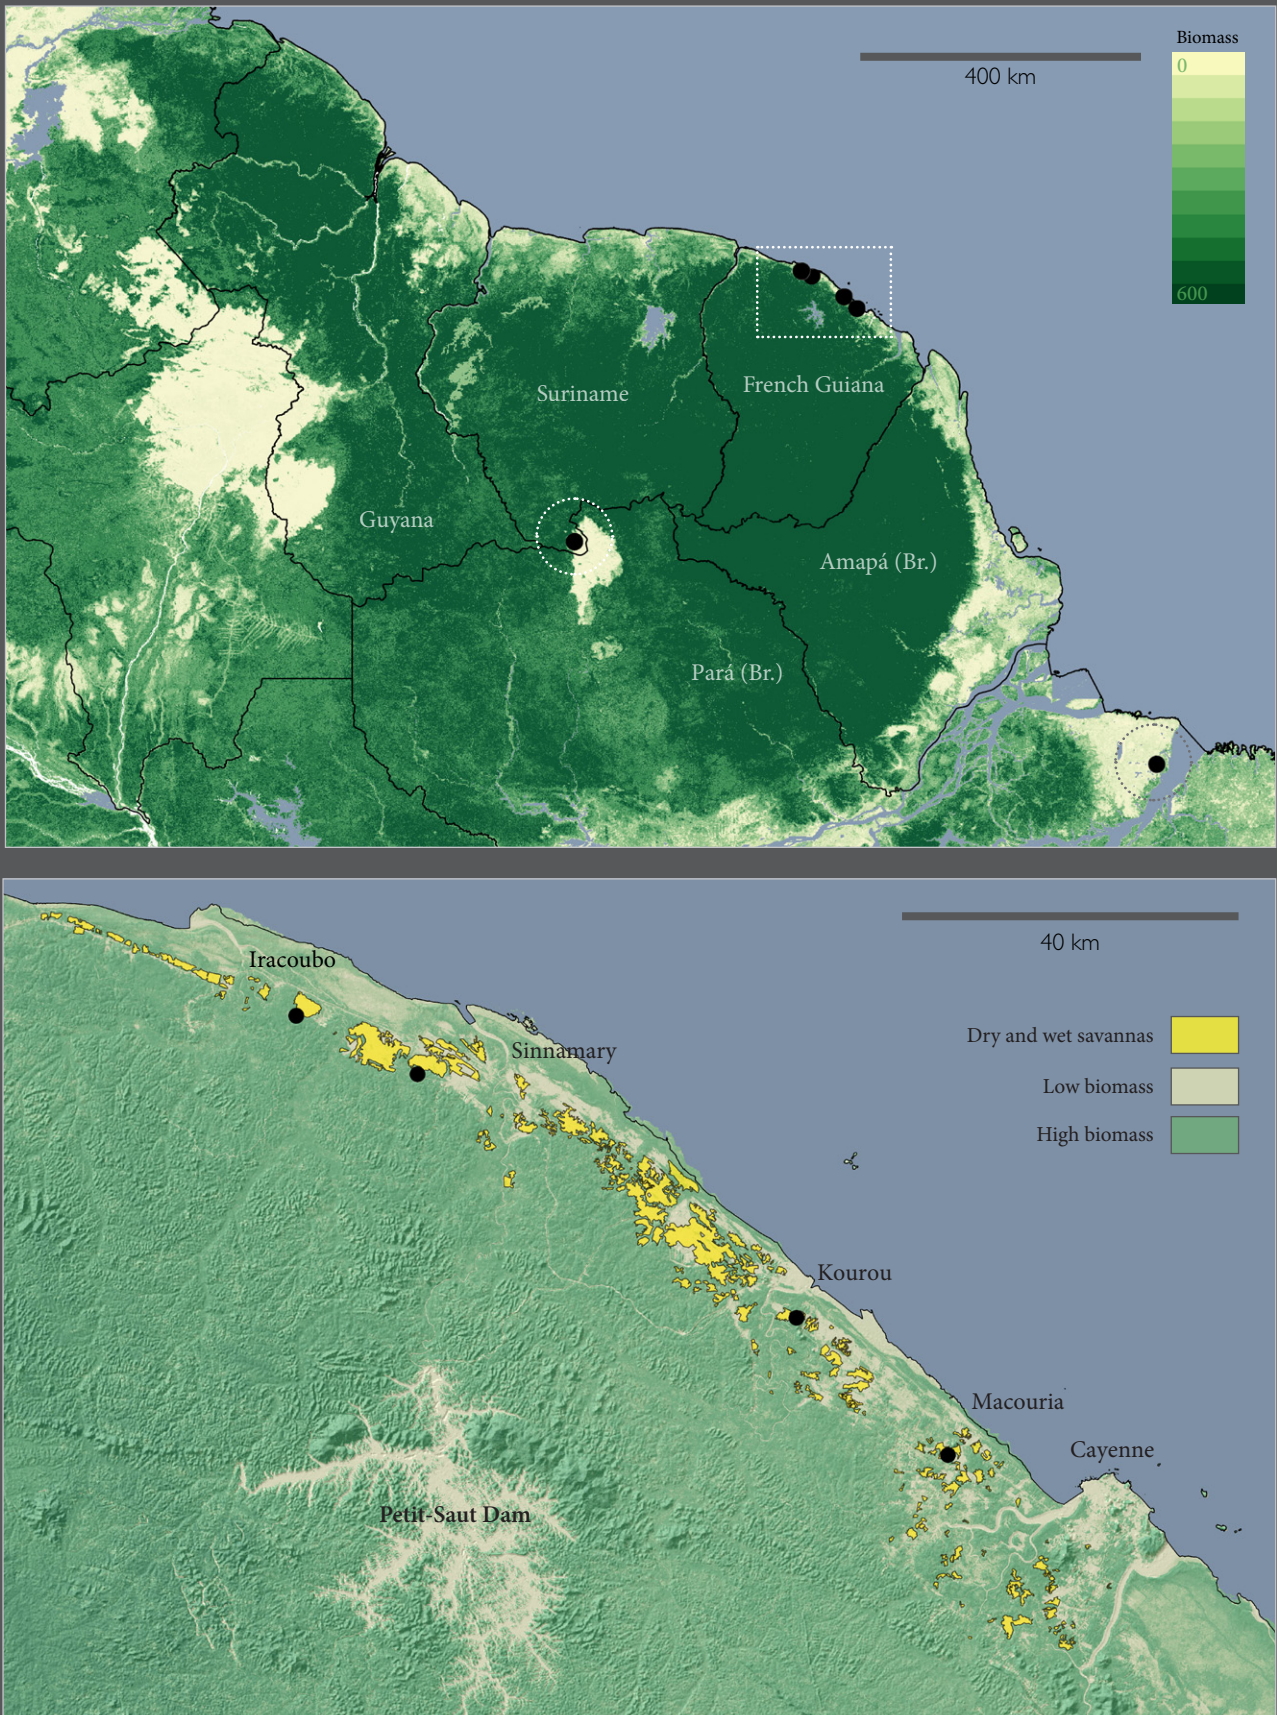 Biomass
0
400 km
600
Suriname
French Guiana
Guyana
Amapá (Br.)
Pará (Br.)
40 km
Iracoubo
Dry and wet savannas
Sinnamary
Low biomass
High biomass
Kourou
Macouria
Cayenne
Petit-Saut Dam